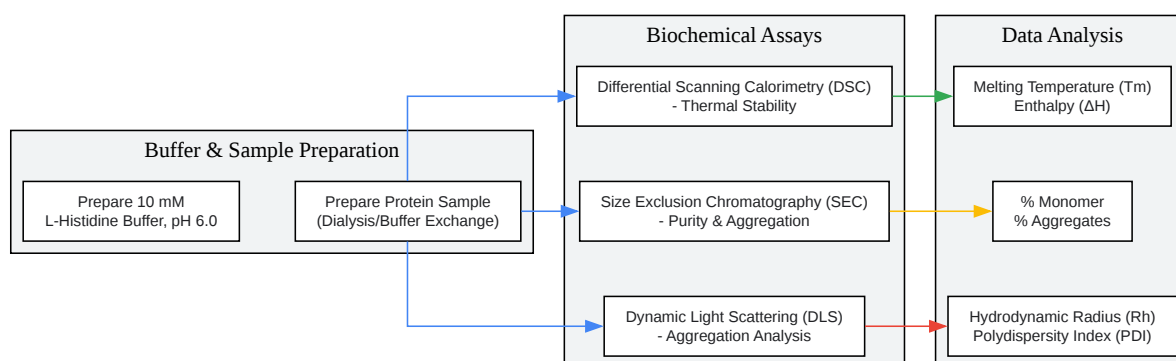 Buffer & Sample Preparation
Prepare 10 mM
L-Histidine Buffer, pH 6.0
Prepare Protein Sample
(Dialysis/Buffer Exchange)
Biochemical Assays
Differential Scanning Calorimetry (DSC)
- Thermal Stability
Size Exclusion Chromatography (SEC)
- Purity & Aggregation
Dynamic Light Scattering (DLS)
- Aggregation Analysis
Data Analysis
Melting Temperature (Tm)
Enthalpy (ΔH)
% Monomer
% Aggregates
Hydrodynamic Radius (Rh)
Polydispersity Index (PDI)